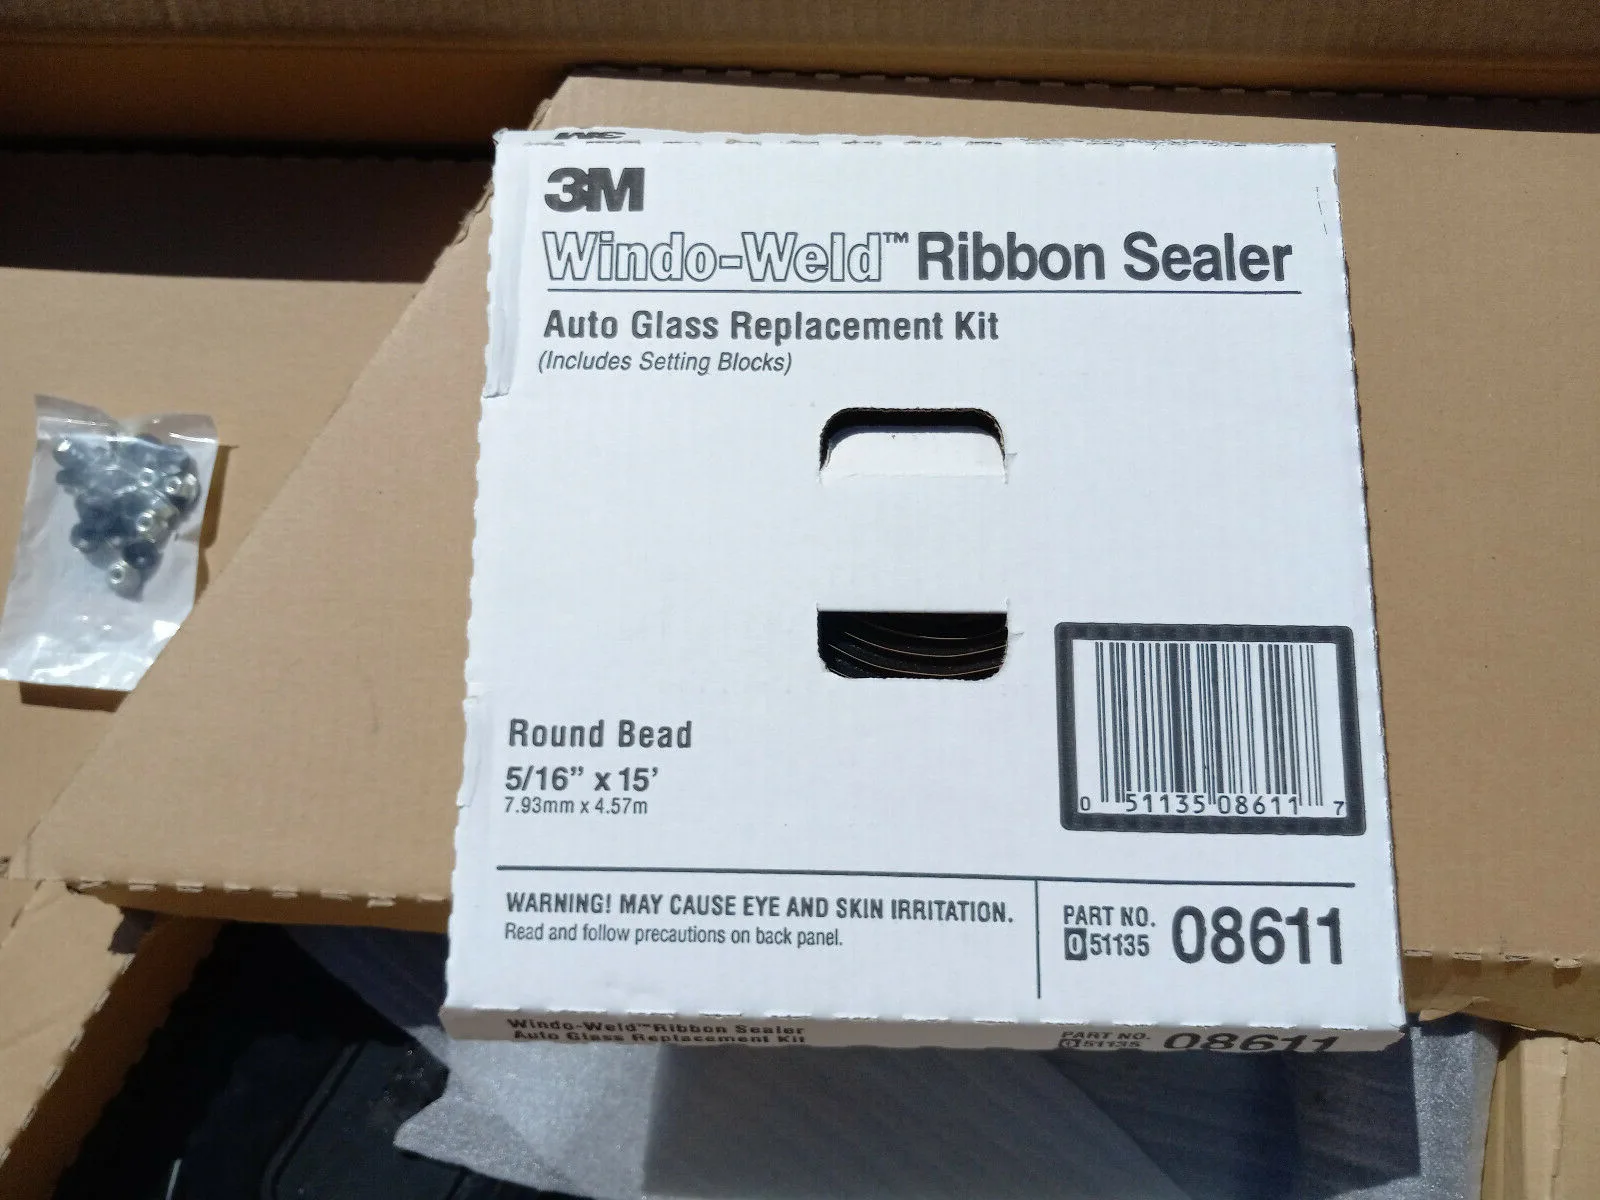 3M
Windo-Weld™ Ribbon Sealer
Auto Glass Replacement Kit
(Includes Setting Blocks)
Round Bead
5/16” x 15’
7.93mm x 4.57m
0 51135 08611 7
WARNING! MAY CAUSE EYE AND SKIN IRRITATION.
Read and follow precautions on back panel.
PART NO.
0 51135 08611
Windo-Weld™ Ribbon Sealer
Auto Glass Replacement Kit
PART NO.
0 51135 08611